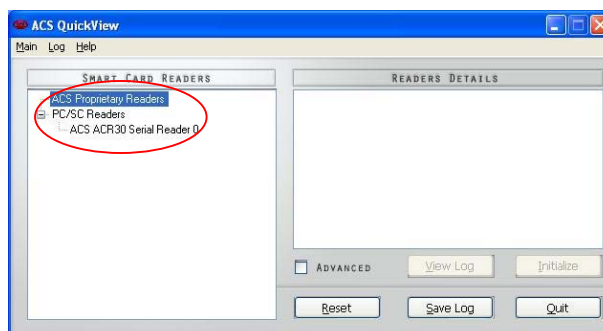 ACS QuickView
Main Log Help
SMART CARD READERS
ACS Proprietary Readers
PC/SC Readers
ACS ACR30 Serial Reader 0
READERS DETAILS
ADVANCED
View Log
Initialize
Reset
Save Log
Quit